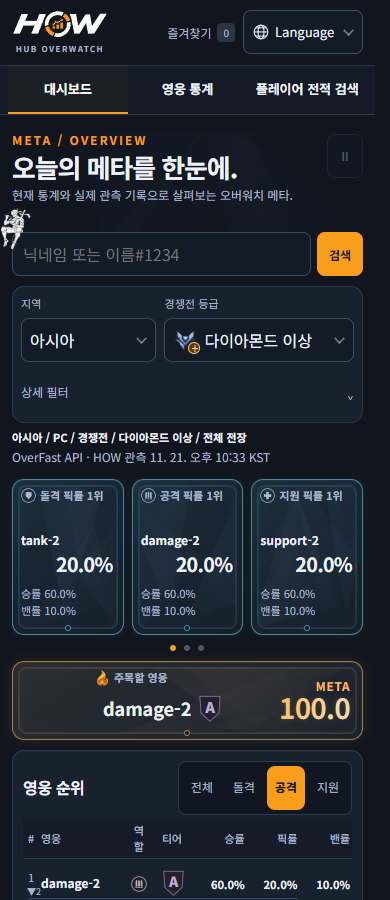 HOW
HUB OVERWATCH
즐겨찾기 0
Language
대시보드 영웅 통계 플레이어 전적 검색
META / OVERVIEW
오늘의 메타를 한눈에.
현재 통계와 실제 관측 기록으로 살펴보는 오버워치 메타.
닉네임 또는 이름#1234 검색
지역 경쟁전 등급
아시아 다이아몬드 이상
상세 필터
아시아 / PC / 경쟁전 / 다이아몬드 이상 / 전체 전장
OverFast API · HOW 관측 11. 21. 오후 10:33 KST
돌격 픽률 1위
tank-2
20.0%
승률 60.0%
밴률 10.0%
공격 픽률 1위
damage-2
20.0%
승률 60.0%
밴률 10.0%
지원 픽률 1위
support-2
20.0%
승률 60.0%
밴률 10.0%
주목할 영웅
damage-2 A
META
100.0
영웅 순위
전체 돌격 공격 지원
# 영웅 역할 티어 승률 픽률 밴률
1 ▼2 damage-2 A 60.0% 20.0% 10.0%